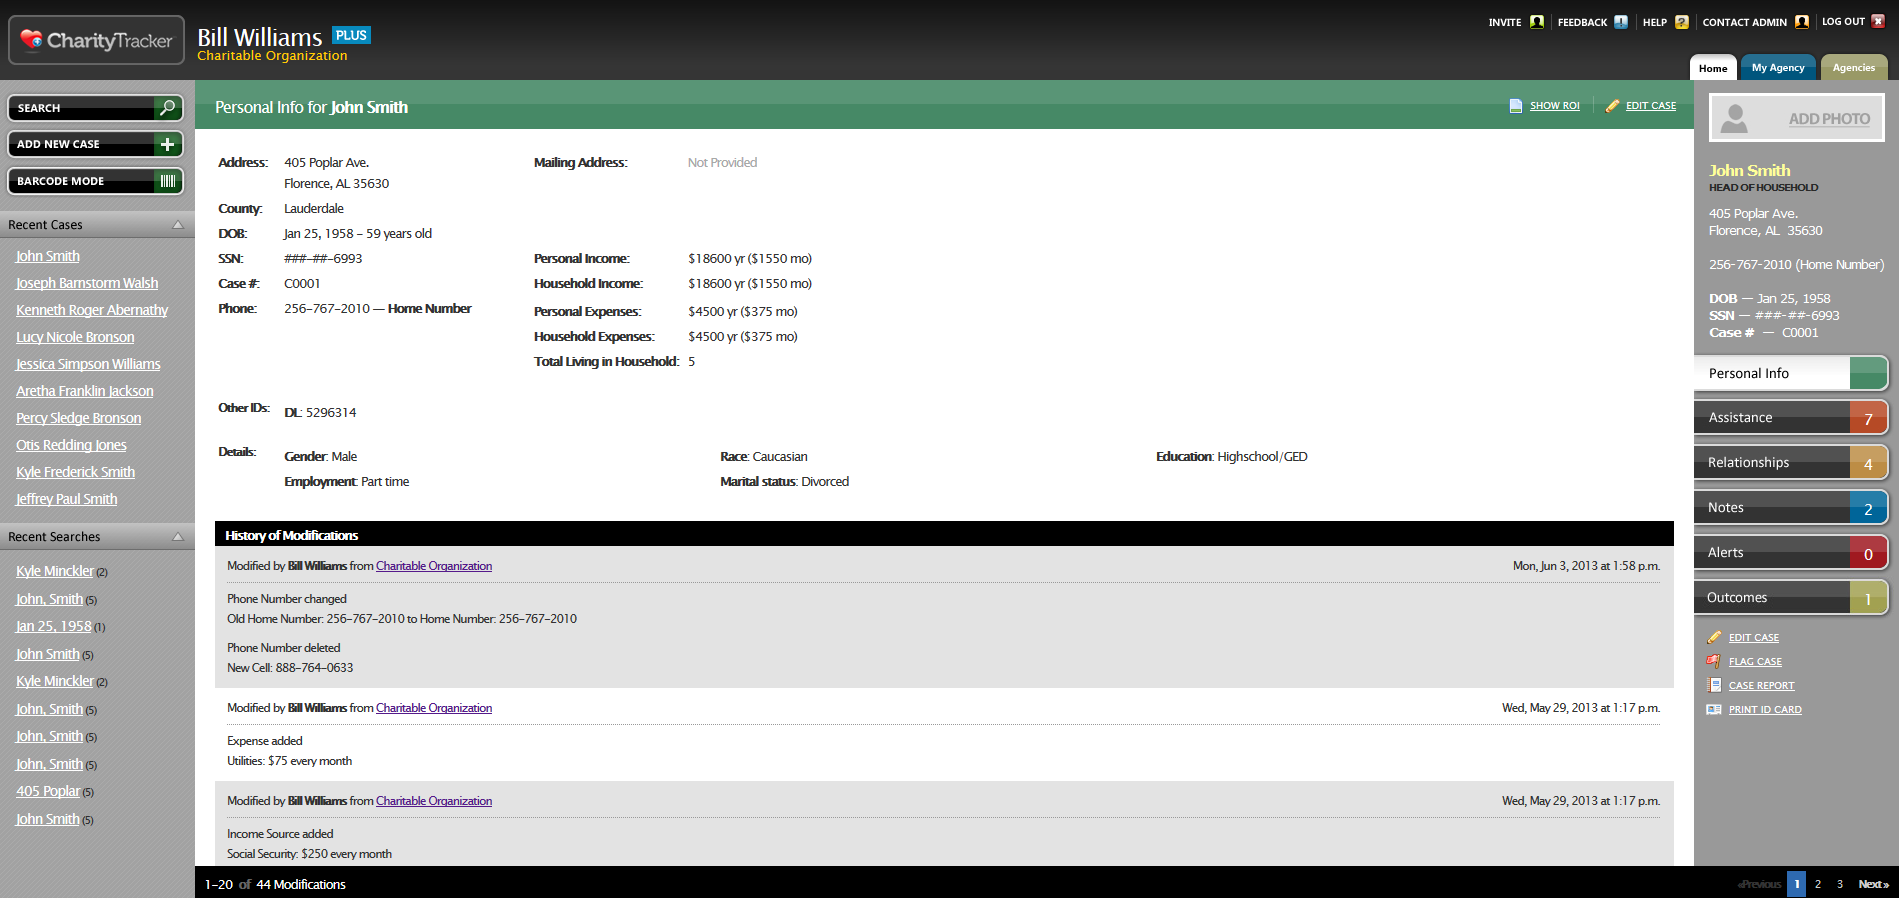 CharityTracker
Bill Williams PLUS
Charitable Organization
INVITE
FEEDBACK
HELP
CONTACT ADMIN
LOG OUT
Home
My Agency
Agencies
SEARCH
ADD NEW CASE
BARCODE MODE
Recent Cases
John Smith
Joseph Barnstorm Walsh
Kenneth Roger Abernathy
Lucy Nicole Bronson
Jessica Simpson Williams
Aretha Franklin Jackson
Percy Sledge Bronson
Otis Redding Jones
Kyle Frederick Smith
Jeffrey Paul Smith
Recent Searches
Kyle Minckler (2)
John, Smith (5)
Jan 25, 1958 (1)
John Smith (5)
Kyle Minckler (2)
John, Smith (5)
John, Smith (5)
John, Smith (5)
405 Poplar (5)
John Smith (5)
Personal Info for John Smith
SHOW ROI
EDIT CASE
Address: 405 Poplar Ave.
Florence, AL 35630
Mailing Address: Not Provided
County: Lauderdale
DOB: Jan 25, 1958 – 59 years old
SSN: ###-##-6993
Case #: C0001
Phone: 256-767-2010 — Home Number
Personal Income: $18600 yr ($1550 mo)
Household Income: $18600 yr ($1550 mo)
Personal Expenses: $4500 yr ($375 mo)
Household Expenses: $4500 yr ($375 mo)
Total Living in Household: 5
Other IDs: DL: 5296314
Details: Gender: Male
Race: Caucasian
Education: Highschool/GED
Employment: Part time
Marital status: Divorced
History of Modifications
Modified by Bill Williams from Charitable Organization
Mon, Jun 3, 2013 at 1:58 p.m.
Phone Number changed
Old Home Number: 256-767-2010 to Home Number: 256-767-2010
Phone Number deleted
New Cell: 888-764-0633
Modified by Bill Williams from Charitable Organization
Wed, May 29, 2013 at 1:17 p.m.
Expense added
Utilities: $75 every month
Modified by Bill Williams from Charitable Organization
Wed, May 29, 2013 at 1:17 p.m.
Income Source added
Social Security: $250 every month
1-20 of 44 Modifications
«Previous 1 2 3 Next »
ADD PHOTO
John Smith
HEAD OF HOUSEHOLD
405 Poplar Ave.
Florence, AL 35630
256-767-2010 (Home Number)
DOB — Jan 25, 1958
SSN — ###-##-6993
Case # — C0001
Personal Info
Assistance 7
Relationships 4
Notes 2
Alerts 0
Outcomes 1
EDIT CASE
FLAG CASE
CASE REPORT
PRINT ID CARD